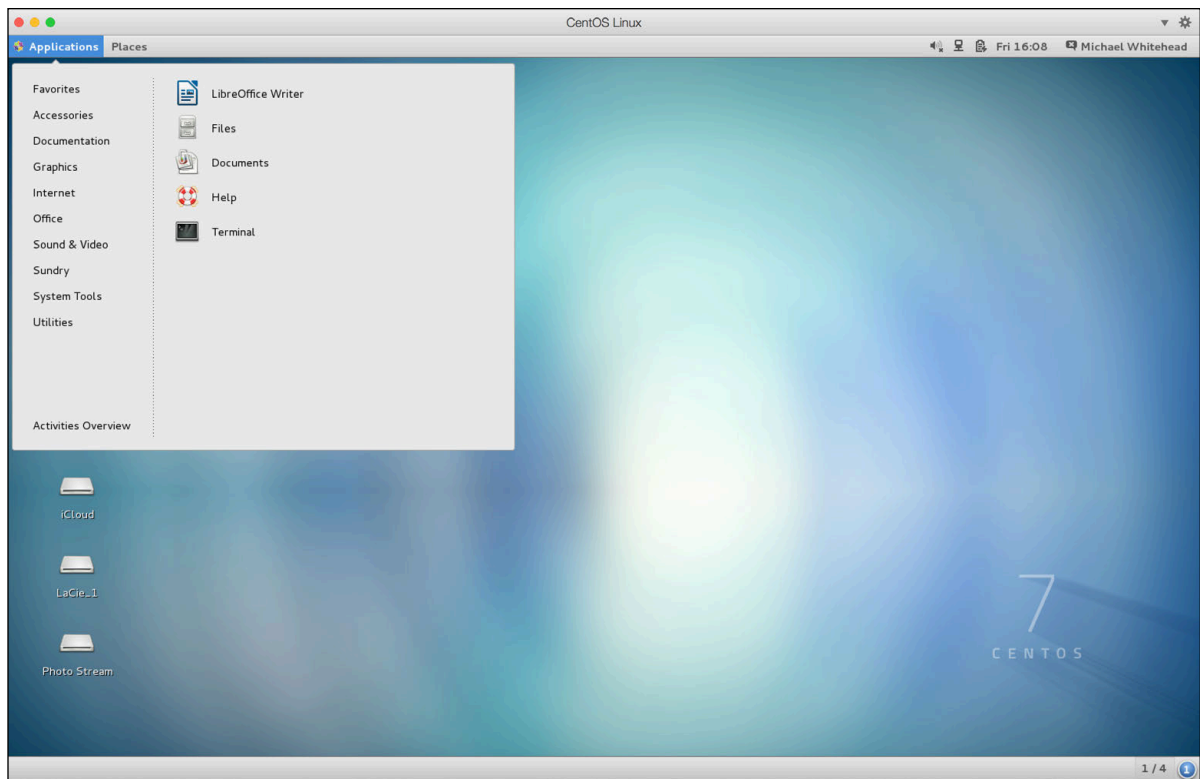 CentOS Linux
Applications Places Fri 16:08 Michael Whitehead
Favorites
Accessories
Documentation
Graphics
Internet
Office
Sound & Video
Sundry
System Tools
Utilities
Activities Overview
LibreOffice Writer
Files
Documents
Help
Terminal
iCloud
LaCie_1
Photo Stream
7
CENTOS
1 / 4 1